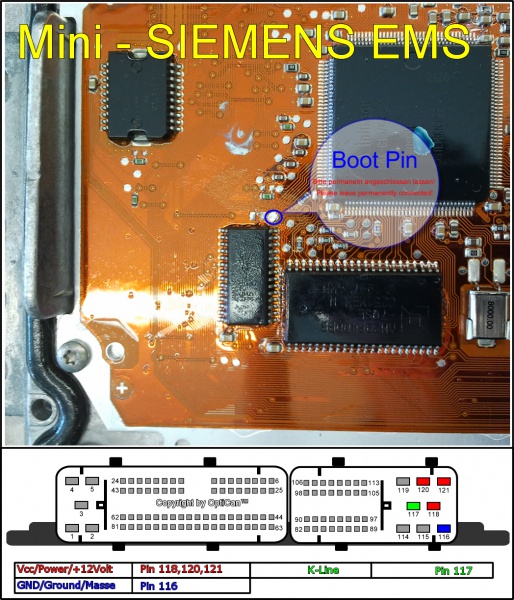 Mini - SIEMENS EMS
Boot Pin
Bitte permanent angeschlossen lassen!
Please leave permanently connected!
8000.00
4 5
24 6
43 25
3
62 44
81 63
2
Copyright by OptiCan™
106 113
98 105
90 97
82 89
119 120 121
117 118
114 115 116
Vcc/Power/+12Volt Pin 118,120,121 K-Line Pin 117
GND/Ground/Masse Pin 116